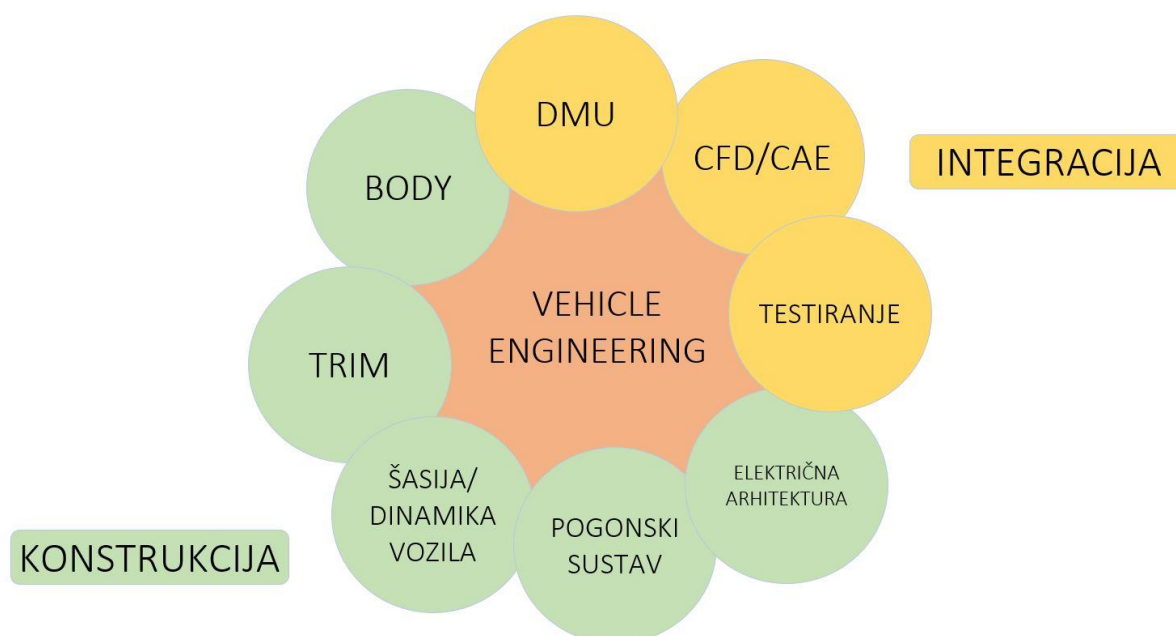 DMU
CFD/CAE
INTEGRACIJA
BODY
VEHICLE
ENGINEERING
TESTIRANJE
TRIM
ŠASIJA/
DINAMIKA
VOZILA
POGONSKI
SUSTAV
ELEKTRIČNA
ARHITEKTURA
KONSTRUKCIJA